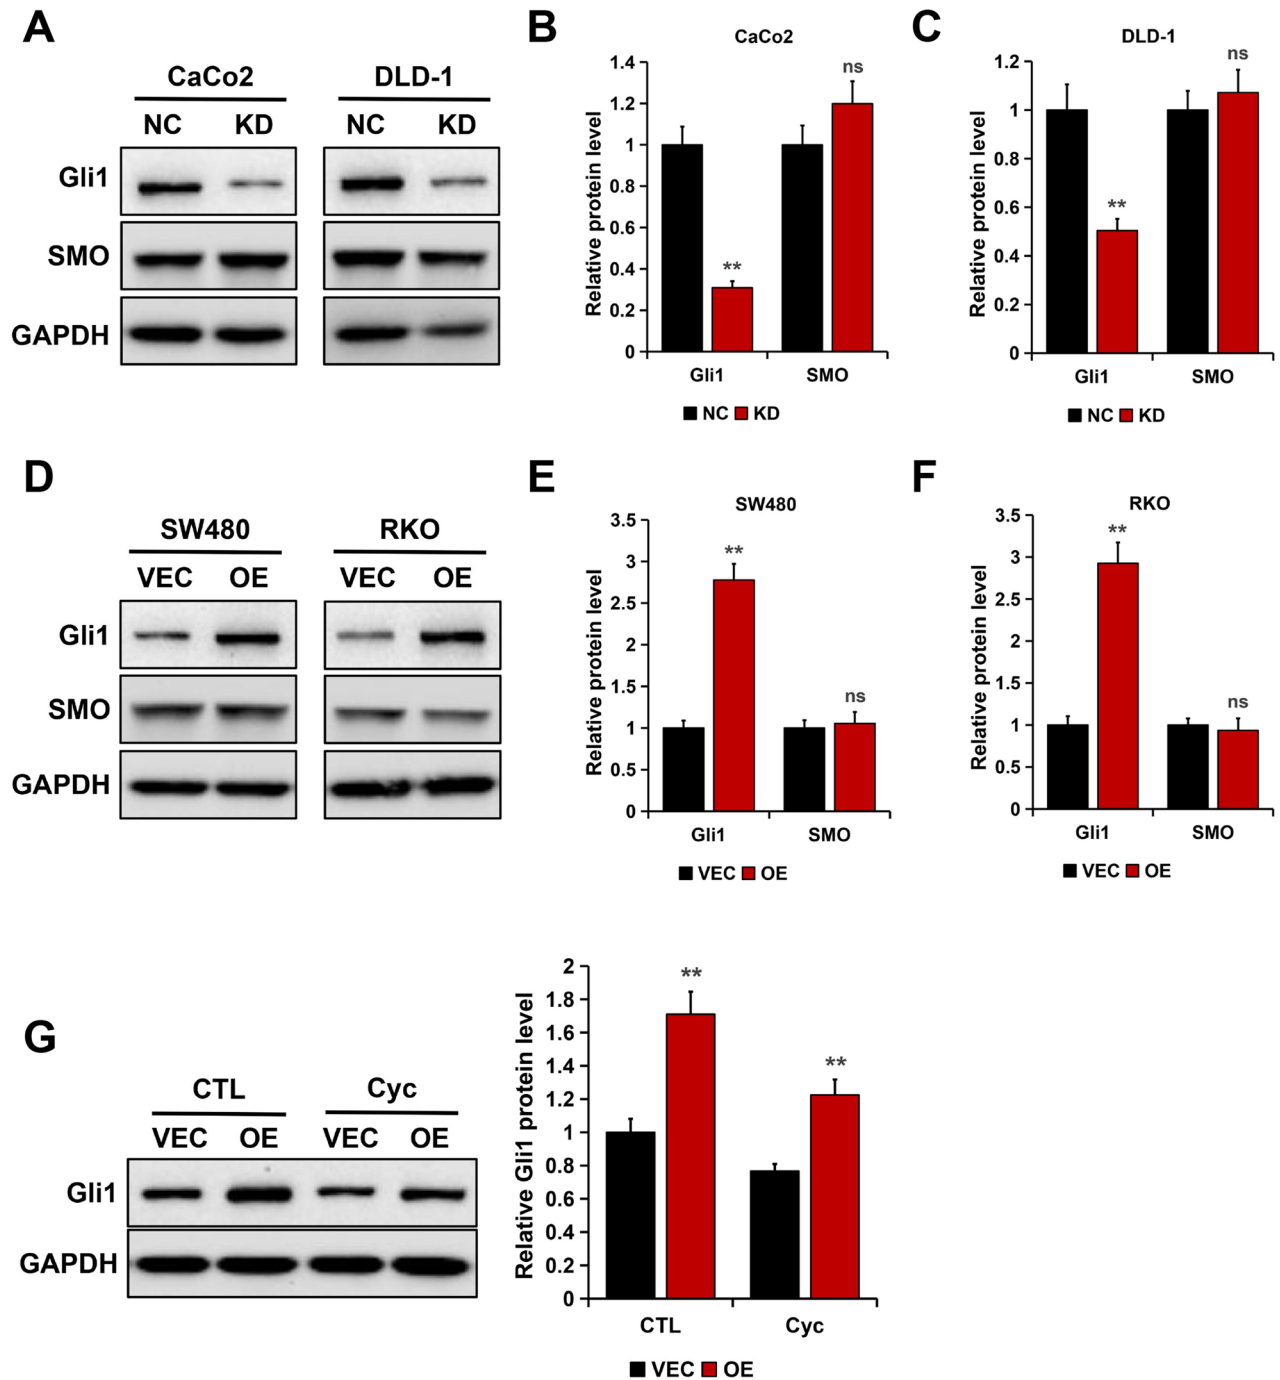 A
CaCo2 DLD-1
NC KD NC KD
Gli1
SMO
GAPDH
B
CaCo2
Relative protein level
1.4
1.2
1
0.8
0.6
0.4
0.2
0
**
ns
Gli1 SMO
NC KD
C
DLD-1
Relative protein level
1.2
1
0.8
0.6
0.4
0.2
0
**
ns
Gli1 SMO
NC KD
D
SW480 RKO
VEC OE VEC OE
Gli1
SMO
GAPDH
E
SW480
Relative protein level
3.5
3
2.5
2
1.5
1
0.5
0
**
ns
Gli1 SMO
VEC OE
F
RKO
Relative protein level
3.5
3
2.5
2
1.5
1
0.5
0
**
ns
Gli1 SMO
VEC OE
G
CTL Cyc
VEC OE VEC OE
Gli1
GAPDH
Relative Gli1 protein level
2
1.8
1.6
1.4
1.2
1
0.8
0.6
0.4
0.2
0
**
**
CTL Cyc
VEC OE